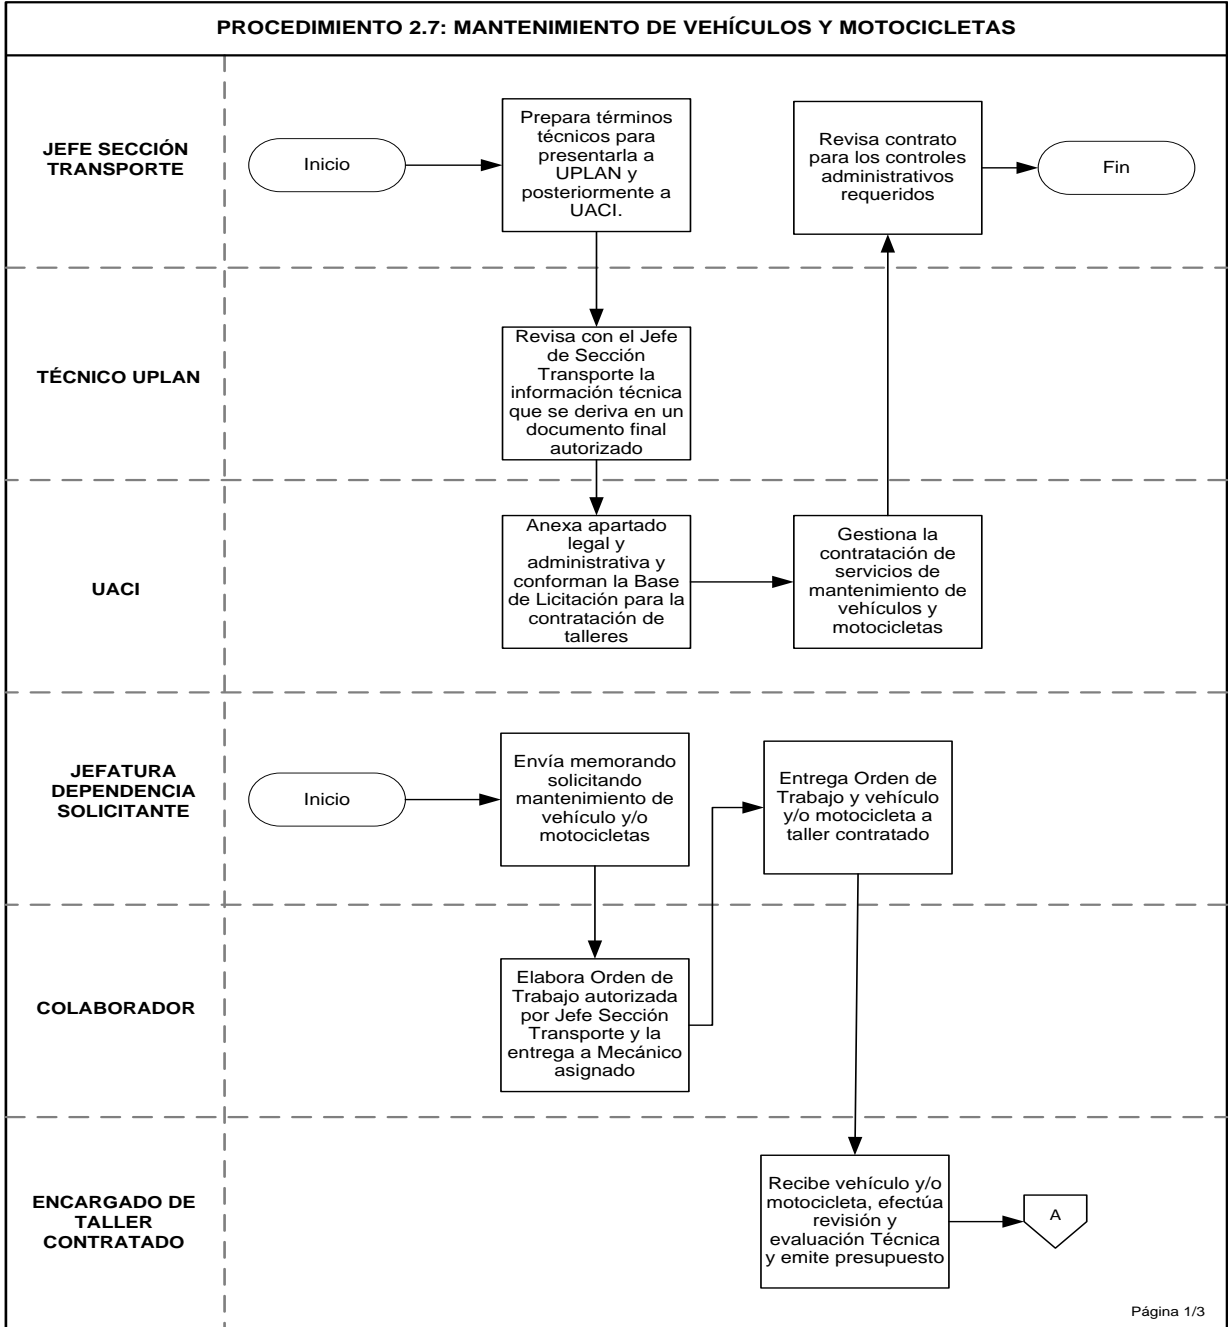 PROCEDIMIENTO 2.7: MANTENIMIENTO DE VEHÍCULOS Y MOTOCICLETAS
JEFE SECCIÓN
TRANSPORTE
Inicio
Prepara términos
técnicos para
presentarla a
UPLAN y
posteriormente a
UACI.
Revisa contrato
para los controles
administrativos
requeridos
Fin
TÉCNICO UPLAN
Revisa con el Jefe
de Sección
Transporte la
información técnica
que se deriva en un
documento final
autorizado
UACI
Anexa apartado
legal y
administrativa y
conforman la Base
de Licitación para la
contratación de
talleres
Gestiona la
contratación de
servicios de
mantenimiento de
vehículos y
motocicletas
JEFATURA
DEPENDENCIA
SOLICITANTE
Inicio
Envía memorando
solicitando
mantenimiento de
vehículo y/o
motocicletas
Entrega Orden de
Trabajo y vehículo
y/o motocicleta a
taller contratado
COLABORADOR
Elabora Orden de
Trabajo autorizada
por Jefe Sección
Transporte y la
entrega a Mecánico
asignado
ENCARGADO DE
TALLER
CONTRATADO
Recibe vehículo y/o
motocicleta, efectúa
revisión y
evaluación Técnica
y emite presupuesto
A
Página 1/3